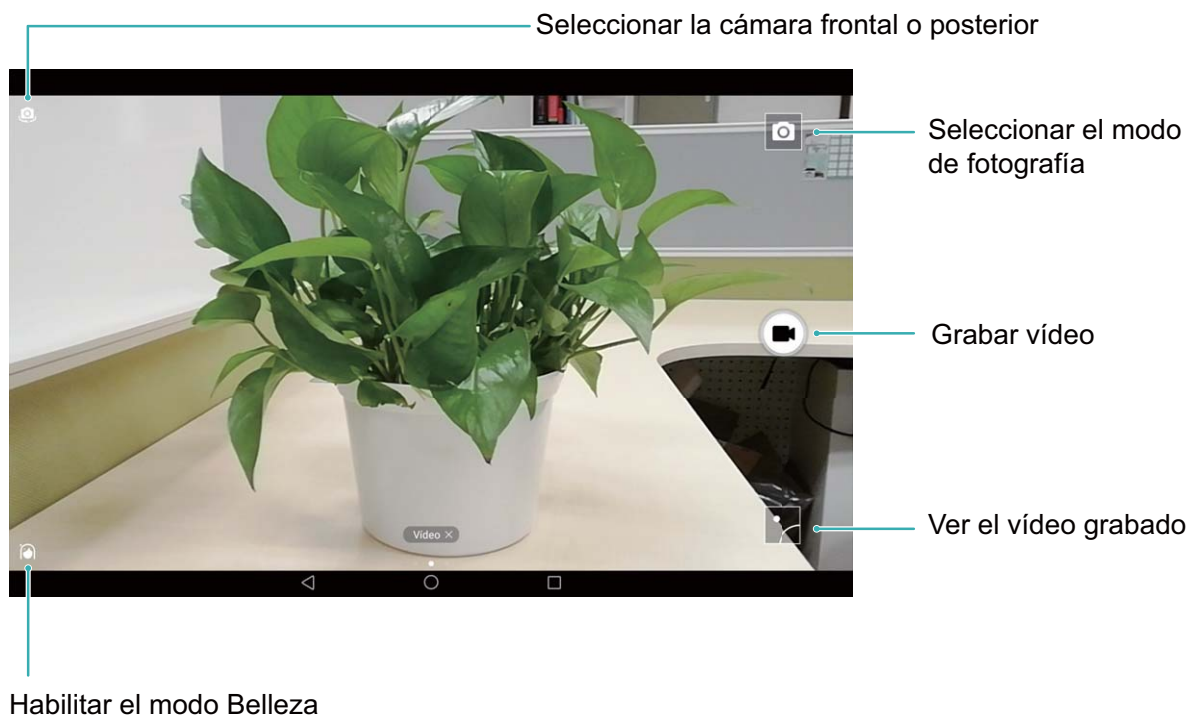 Seleccionar la cámara frontal o posterior
Seleccionar el modo
de fotografía
Grabar vídeo
Ver el vídeo grabado
Vídeo ×
Habilitar el modo Belleza